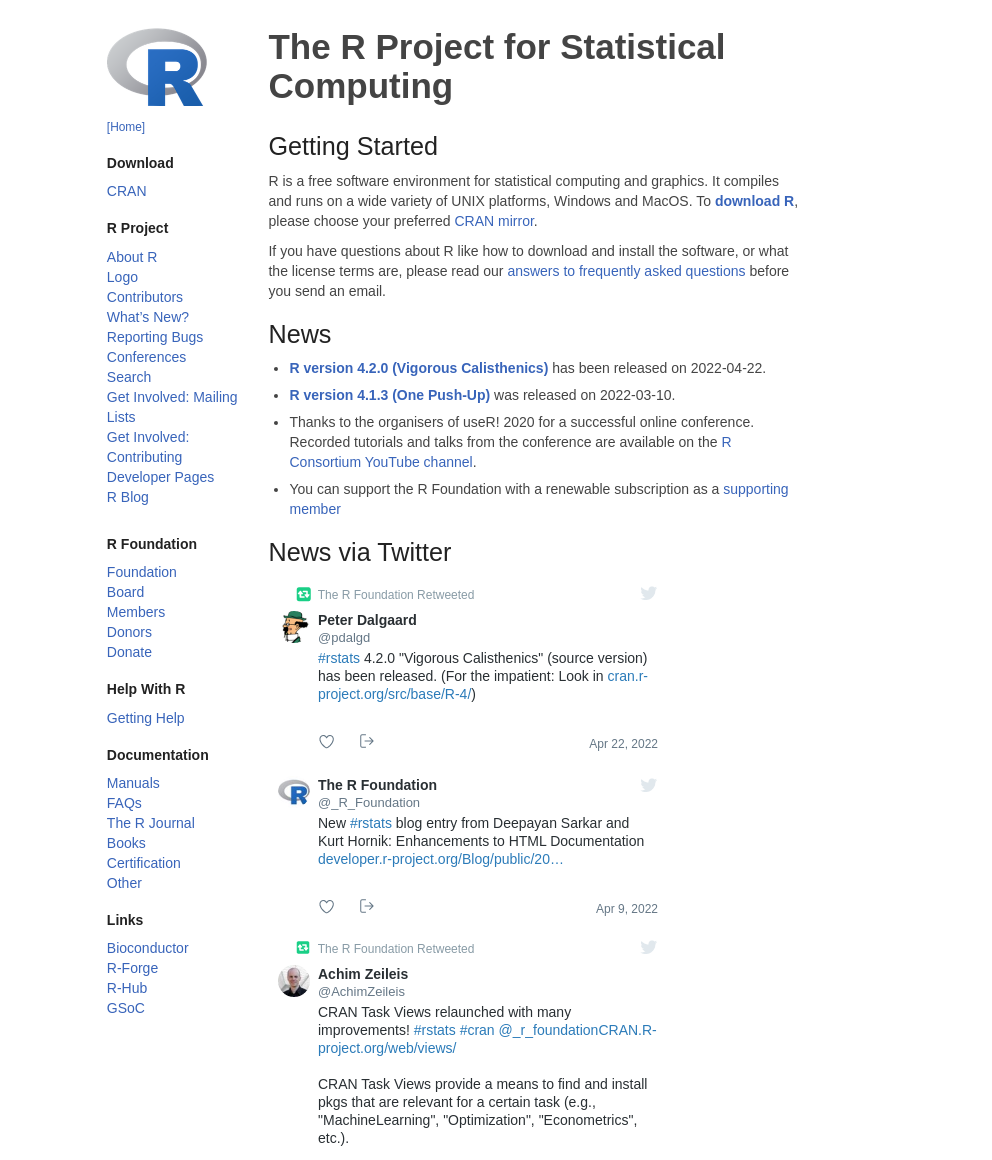 R
[Home]
Download
CRAN
R Project
About R
Logo
Contributors
What’s New?
Reporting Bugs
Conferences
Search
Get Involved: Mailing
Lists
Get Involved:
Contributing
Developer Pages
R Blog
R Foundation
Foundation
Board
Members
Donors
Donate
Help With R
Getting Help
Documentation
Manuals
FAQs
The R Journal
Books
Certification
Other
Links
Bioconductor
R-Forge
R-Hub
GSoC
The R Project for Statistical
Computing
Getting Started
R is a free software environment for statistical computing and graphics. It compiles
and runs on a wide variety of UNIX platforms, Windows and MacOS. To download R,
please choose your preferred CRAN mirror.
If you have questions about R like how to download and install the software, or what
the license terms are, please read our answers to frequently asked questions before
you send an email.
News
• R version 4.2.0 (Vigorous Calisthenics) has been released on 2022-04-22.
• R version 4.1.3 (One Push-Up) was released on 2022-03-10.
• Thanks to the organisers of useR! 2020 for a successful online conference.
Recorded tutorials and talks from the conference are available on the R
Consortium YouTube channel.
• You can support the R Foundation with a renewable subscription as a supporting
member
News via Twitter
The R Foundation Retweeted
Peter Dalgaard
@pdalgd
#rstats 4.2.0 "Vigorous Calisthenics" (source version)
has been released. (For the impatient: Look in cran.r-
project.org/src/base/R-4/)
Apr 22, 2022
R
The R Foundation
@_R_Foundation
New #rstats blog entry from Deepayan Sarkar and
Kurt Hornik: Enhancements to HTML Documentation
developer.r-project.org/Blog/public/20…
Apr 9, 2022
The R Foundation Retweeted
Achim Zeileis
@AchimZeileis
CRAN Task Views relaunched with many
improvements! #rstats #cran @_r_foundationCRAN.R-
project.org/web/views/
CRAN Task Views provide a means to find and install
pkgs that are relevant for a certain task (e.g.,
"MachineLearning", "Optimization", "Econometrics",
etc.).